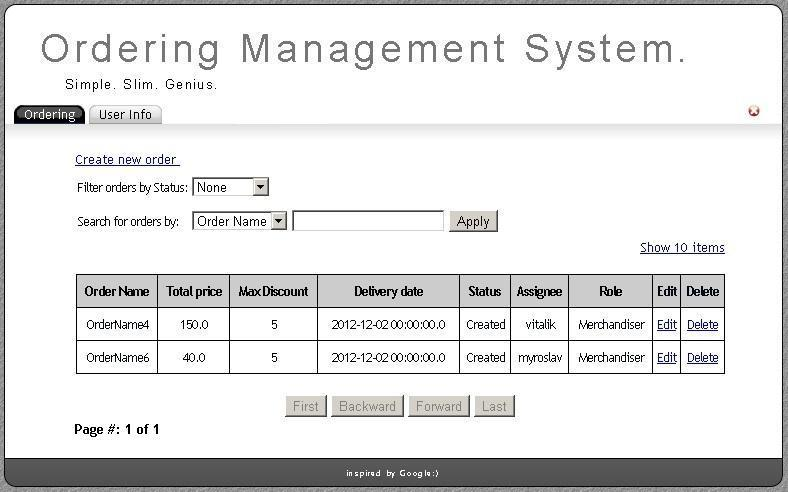 Ordering Management System.
Simple. Slim. Genius.
Ordering User Info
Create new order
Filter orders by Status: None
Search for orders by: Order Name Apply
Show 10 items
Order Name Total price Max Discount Delivery date Status Assignee Role Edit Delete
OrderName4 150.0 5 2012-12-02 00:00:00.0 Created vitalik Merchandiser Edit Delete
OrderName6 40.0 5 2012-12-02 00:00:00.0 Created myroslav Merchandiser Edit Delete
First Backward Forward Last
Page #: 1 of 1
inspired by Google:)